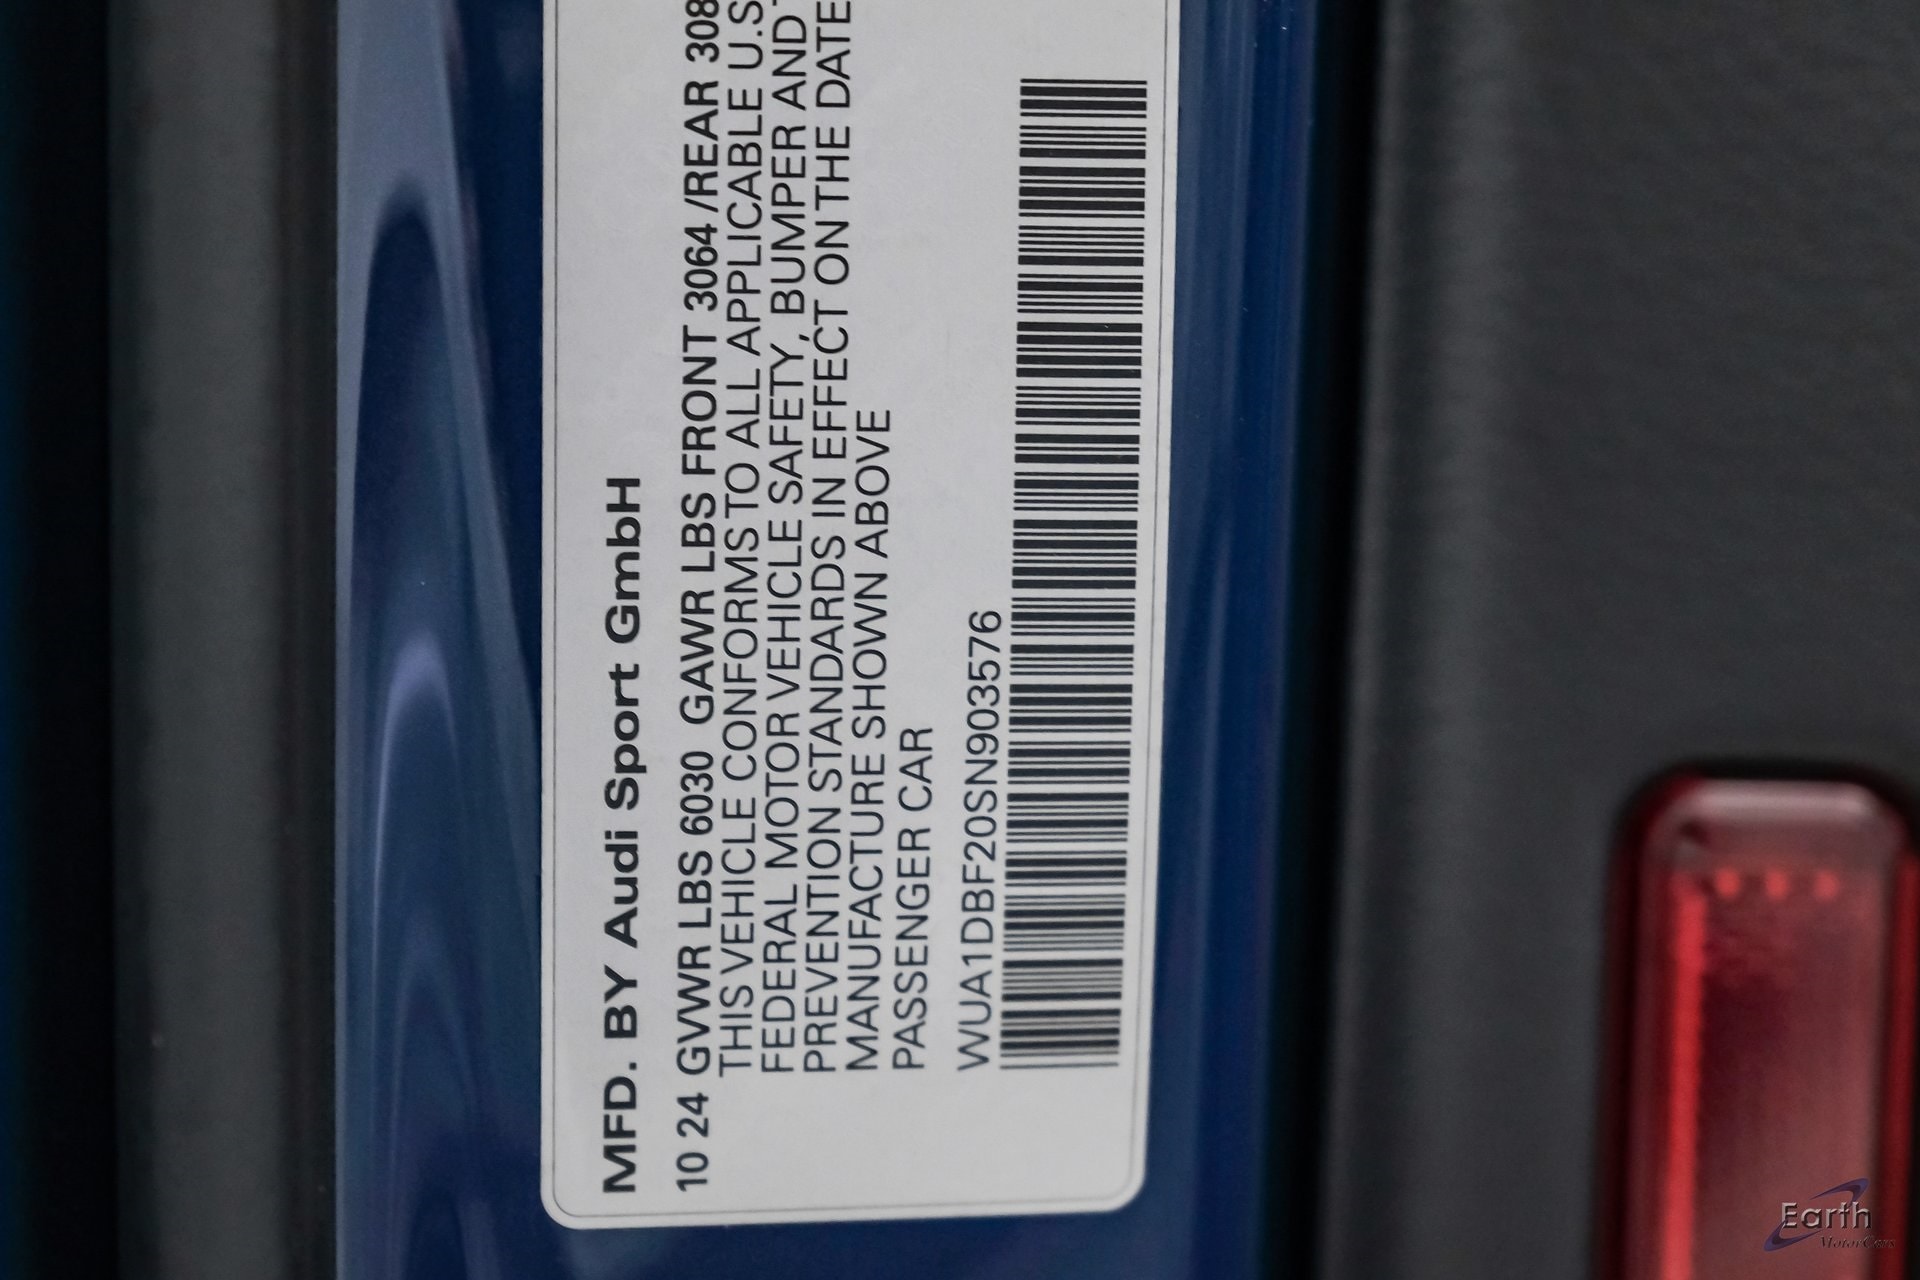 MFD. BY Audi Sport GmbH
10 24 GVWR LBS 6030 GAWR LBS FRONT 3064 /REAR 308
THIS VEHICLE CONFORMS TO ALL APPLICABLE U.S
FEDERAL MOTOR VEHICLE SAFETY, BUMPER AND
PREVENTION STANDARDS IN EFFECT ON THE DATE
MANUFACTURE SHOWN ABOVE
PASSENGER CAR
WUA1DBF20SN903576
Earth
MotorCars